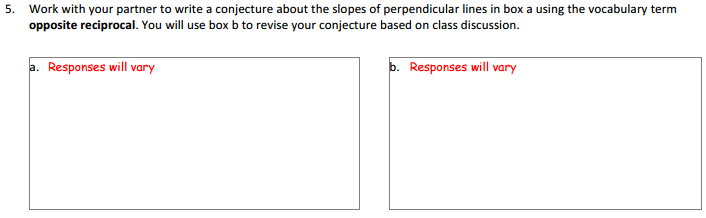 5. Work with your partner to write a conjecture about the slopes of perpendicular lines in box a using the vocabulary term
opposite reciprocal. You will use box b to revise your conjecture based on class discussion.
a. Responses will vary
b. Responses will vary